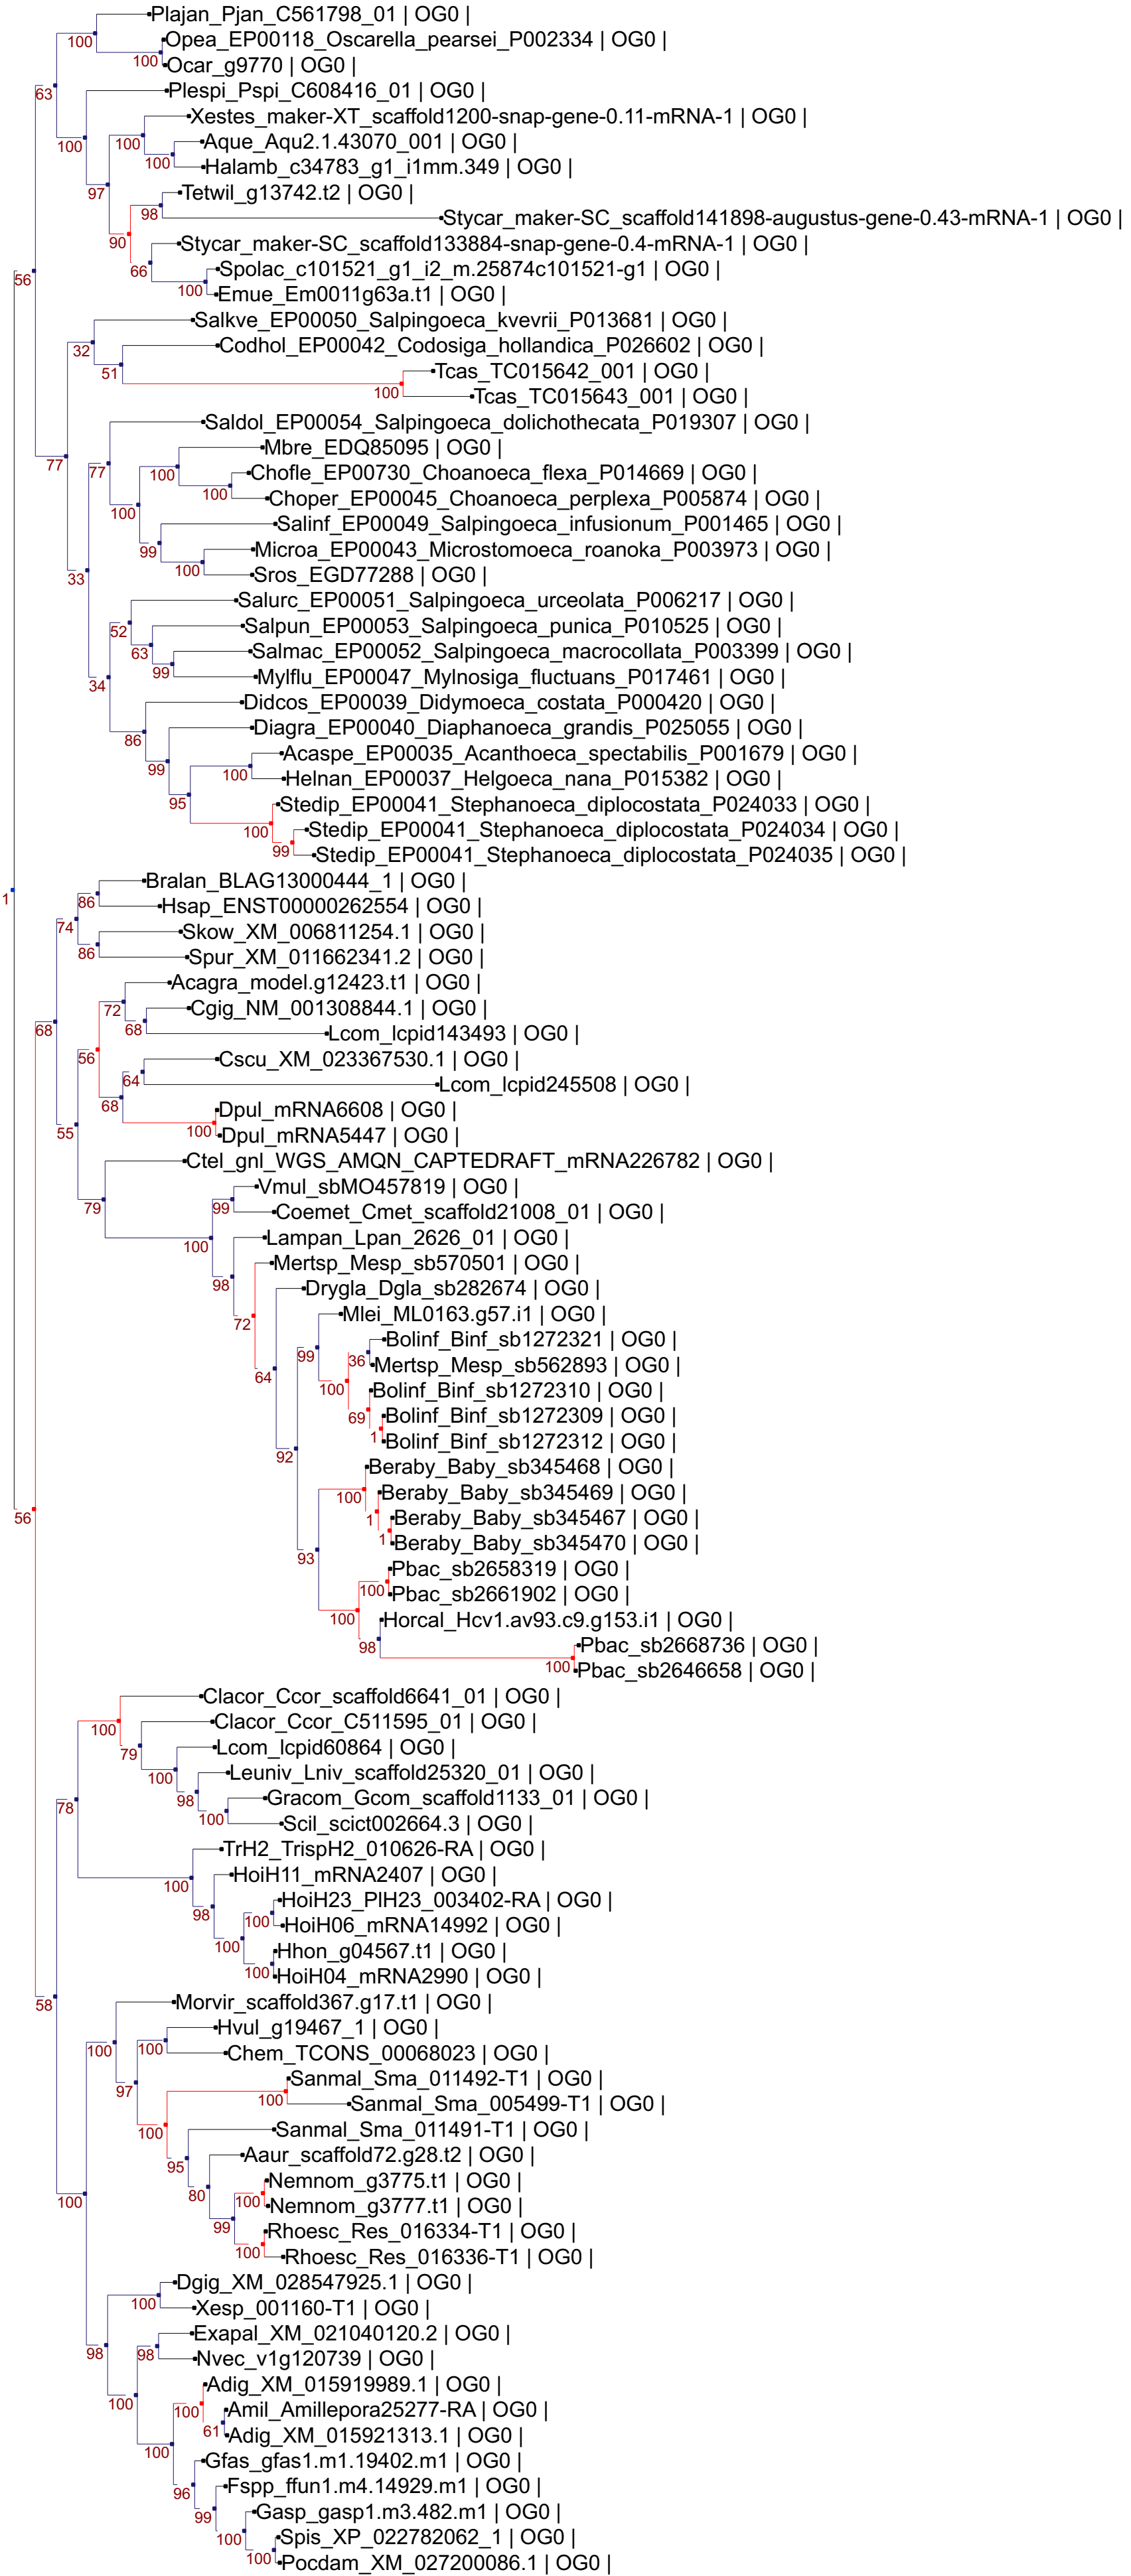 Plajan_Pjan_C561798_01 | OG0 |
100
Opea_EP00118_Oscarella_pearsei_P002334 | OG0 |
100
Ocar_g9770 | OG0 |
63
Plespi_Pspi_C608416_01 | OG0 |
Xestes_maker-XT_scaffold1200-snap-gene-0.11-mRNA-1 | OG0 |
100
100
Aque_Aqu2.1.43070_001 | OG0 |
100
Halamb_c34783_g1_i1mm.349 | OG0 |
97
Tetwil_g13742.t2 | OG0 |
98
Stycar_maker-SC_scaffold141898-augustus-gene-0.43-mRNA-1 | OG0 |
90
Stycar_maker-SC_scaffold133884-snap-gene-0.4-mRNA-1 | OG0 |
66
Spolac_c101521_g1_i2_m.25874c101521-g1 | OG0 |
56
100
Emue_Em0011g63a.t1 | OG0 |
Salkve_EP00050_Salpingoeca_kvevrii_P013681 | OG0 |
32
Codhol_EP00042_Codosiga_hollandica_P026602 | OG0 |
51
Tcas_TC015642_001 | OG0 |
100
Tcas_TC015643_001 | OG0 |
Saldol_EP00054_Salpingoeca_dolichothecata_P019307 | OG0 |
Mbre_EDQ85095 | OG0 |
77
77
100
Chofle_EP00730_Choanoeca_flexa_P014669 | OG0 |
100
Choper_EP00045_Choanoeca_perplexa_P005874 | OG0 |
100
Salinf_EP00049_Salpingoeca_infusionum_P001465 | OG0 |
99
Microa_EP00043_Microstomoeca_roanoka_P003973 | OG0 |
100
Sros_EGD77288 | OG0 |
33
Salurc_EP00051_Salpingoeca_urceolata_P006217 | OG0 |
52
Salpun_EP00053_Salpingoeca_punica_P010525 | OG0 |
63
Salmac_EP00052_Salpingoeca_macrocollata_P003399 | OG0 |
99
Mylflu_EP00047_Mylnosiga_fluctuans_P017461 | OG0 |
34
Didcos_EP00039_Didymoeca_costata_P000420 | OG0 |
Diagra_EP00040_Diaphanoeca_grandis_P025055 | OG0 |
86
Acaspe_EP00035_Acanthoeca_spectabilis_P001679 | OG0 |
99
100
Helnan_EP00037_Helgoeca_nana_P015382 | OG0 |
95
Stedip_EP00041_Stephanoeca_diplocostata_P024033 | OG0 |
100
Stedip_EP00041_Stephanoeca_diplocostata_P024034 | OG0 |
99
Stedip_EP00041_Stephanoeca_diplocostata_P024035 | OG0 |
Bralan_BLAG13000444_1 | OG0 |
1
86
Hsap_ENST00000262554 | OG0 |
74
Skow_XM_006811254.1 | OG0 |
86
Spur_XM_011662341.2 | OG0 |
Acagra_model.g12423.t1 | OG0 |
72
Cgig_NM_001308844.1 | OG0 |
68
68
Lcom_lcpid143493 | OG0 |
56
Cscu_XM_023367530.1 | OG0 |
64
Lcom_lcpid245508 | OG0 |
68
Dpul_mRNA6608 | OG0 |
55
100
Dpul_mRNA5447 | OG0 |
Ctel_gnl_WGS_AMQN_CAPTEDRAFT_mRNA226782 | OG0 |
Vmul_sbMO457819 | OG0 |
79
99
Coemet_Cmet_scaffold21008_01 | OG0 |
100
Lampan_Lpan_2626_01 | OG0 |
Mertsp_Mesp_sb570501 | OG0 |
98
Drygla_Dgla_sb282674 | OG0 |
Mlei_ML0163.g57.i1 | OG0 |
72
Bolinf_Binf_sb1272321 | OG0 |
99
36
Mertsp_Mesp_sb562893 | OG0 |
64
100
Bolinf_Binf_sb1272310 | OG0 |
69
Bolinf_Binf_sb1272309 | OG0 |
1
Bolinf_Binf_sb1272312 | OG0 |
92
Beraby_Baby_sb345468 | OG0 |
100
Beraby_Baby_sb345469 | OG0 |
56
1
Beraby_Baby_sb345467 | OG0 |
1
Beraby_Baby_sb345470 | OG0 |
93
Pbac_sb2658319 | OG0 |
100
Pbac_sb2661902 | OG0 |
100
Horcal_Hcv1.av93.c9.g153.i1 | OG0 |
98
Pbac_sb2668736 | OG0 |
100
Pbac_sb2646658 | OG0 |
Clacor_Ccor_scaffold6641_01 | OG0 |
100
Clacor_Ccor_C511595_01 | OG0 |
79
Lcom_lcpid60864 | OG0 |
100
Leuniv_Lniv_scaffold25320_01 | OG0 |
98
Gracom_Gcom_scaffold1133_01 | OG0 |
78
100
Scil_scict002664.3 | OG0 |
TrH2_TrispH2_010626-RA | OG0 |
HoiH11_mRNA2407 | OG0 |
100
HoiH23_PlH23_003402-RA | OG0 |
98
100
HoiH06_mRNA14992 | OG0 |
100
Hhon_g04567.t1 | OG0 |
100
HoiH04_mRNA2990 | OG0 |
58
Morvir_scaffold367.g17.t1 | OG0 |
Hvul_g19467_1 | OG0 |
100
100
Chem_TCONS_00068023 | OG0 |
97
Sanmal_Sma_011492-T1 | OG0 |
100
Sanmal_Sma_005499-T1 | OG0 |
100
Sanmal_Sma_011491-T1 | OG0 |
Aaur_scaffold72.g28.t2 | OG0 |
95
Nemnom_g3775.t1 | OG0 |
80
100
100
Nemnom_g3777.t1 | OG0 |
99
Rhoesc_Res_016334-T1 | OG0 |
100
Rhoesc_Res_016336-T1 | OG0 |
Dgig_XM_028547925.1 | OG0 |
100
Xesp_001160-T1 | OG0 |
Exapal_XM_021040120.2 | OG0 |
98
98
Nvec_v1g120739 | OG0 |
Adig_XM_015919989.1 | OG0 |
100
100
Amil_Amillepora25277-RA | OG0 |
61
Adig_XM_015921313.1 | OG0 |
100
Gfas_gfas1.m1.19402.m1 | OG0 |
Fspp_ffun1.m4.14929.m1 | OG0 |
96
Gasp_gasp1.m3.482.m1 | OG0 |
99
Spis_XP_022782062_1 | OG0 |
100
100
Pocdam_XM_027200086.1 | OG0 |